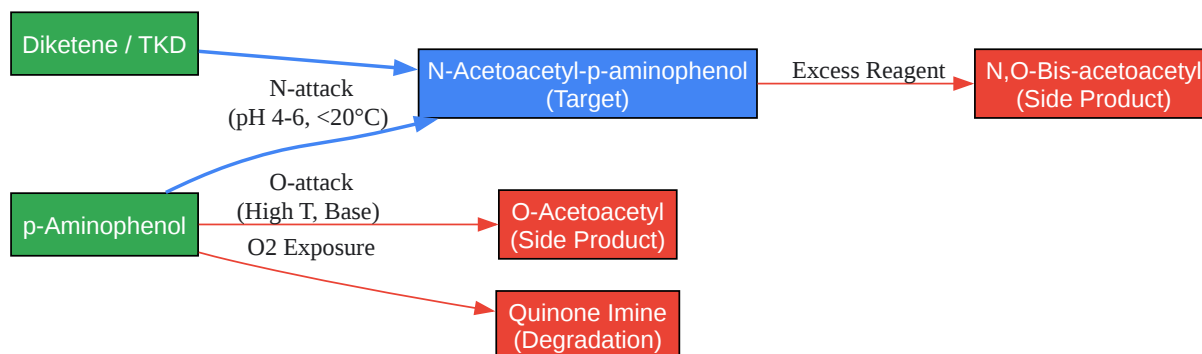 Diketene / TKD
N-Acetoacetyl-p-aminophenol
(Target)
Excess Reagent
N,O-Bis-acetoacetyl
(Side Product)
N-attack
(pH 4-6, <20°C)
p-Aminophenol
O-attack
(High T, Base)
O-Acetoacetyl
(Side Product)
O2 Exposure
Quinone Imine
(Degradation)